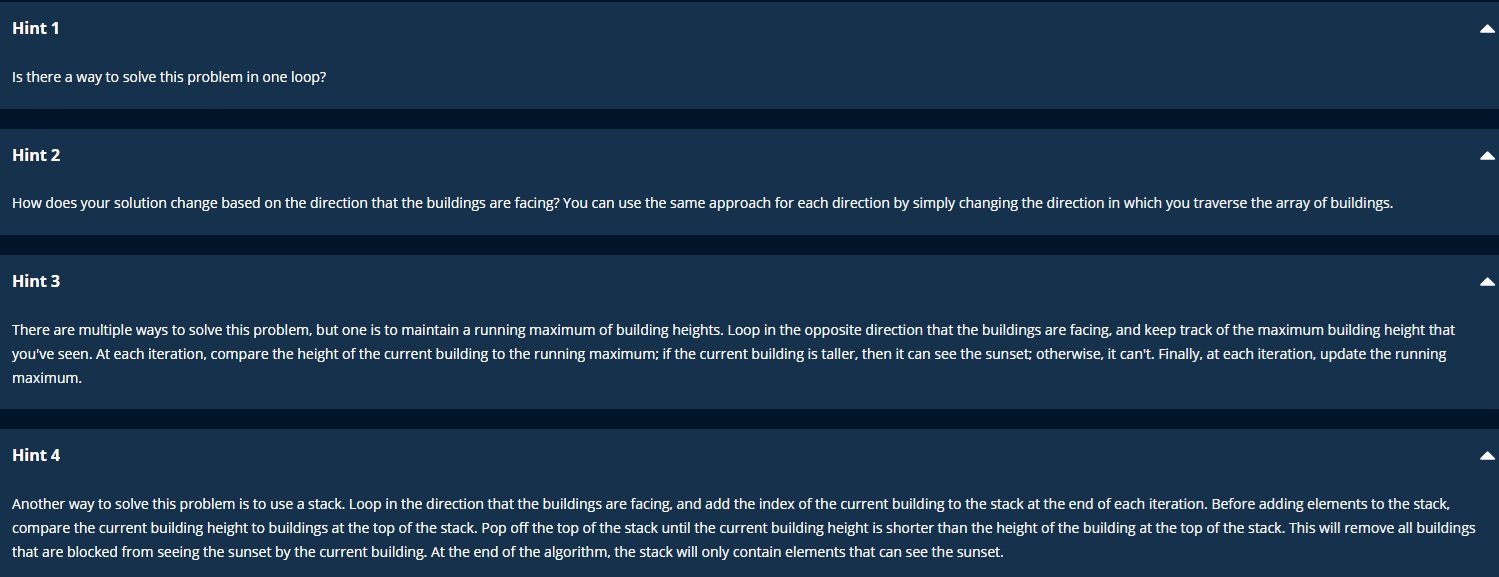 Hint 1
Is there a way to solve this problem in one loop?
Hint 2
How does your solution change based on the direction that the buildings are facing? You can use the same approach for each direction by simply changing the direction in which you traverse the array of buildings.
Hint 3
There are multiple ways to solve this problem, but one is to maintain a running maximum of building heights. Loop in the opposite direction that the buildings are facing, and keep track of the maximum building height that
you've seen. At each iteration, compare the height of the current building to the running maximum; if the current building is taller, then it can see the sunset; otherwise, it can't. Finally, at each iteration, update the running
maximum.
Hint 4
Another way to solve this problem is to use a stack. Loop in the direction that the buildings are facing, and add the index of the current building to the stack at the end of each iteration. Before adding elements to the stack,
compare the current building height to buildings at the top of the stack. Pop off the top of the stack until the current building height is shorter than the height of the building at the top of the stack. This will remove all buildings
that are blocked from seeing the sunset by the current building. At the end of the algorithm, the stack will only contain elements that can see the sunset.